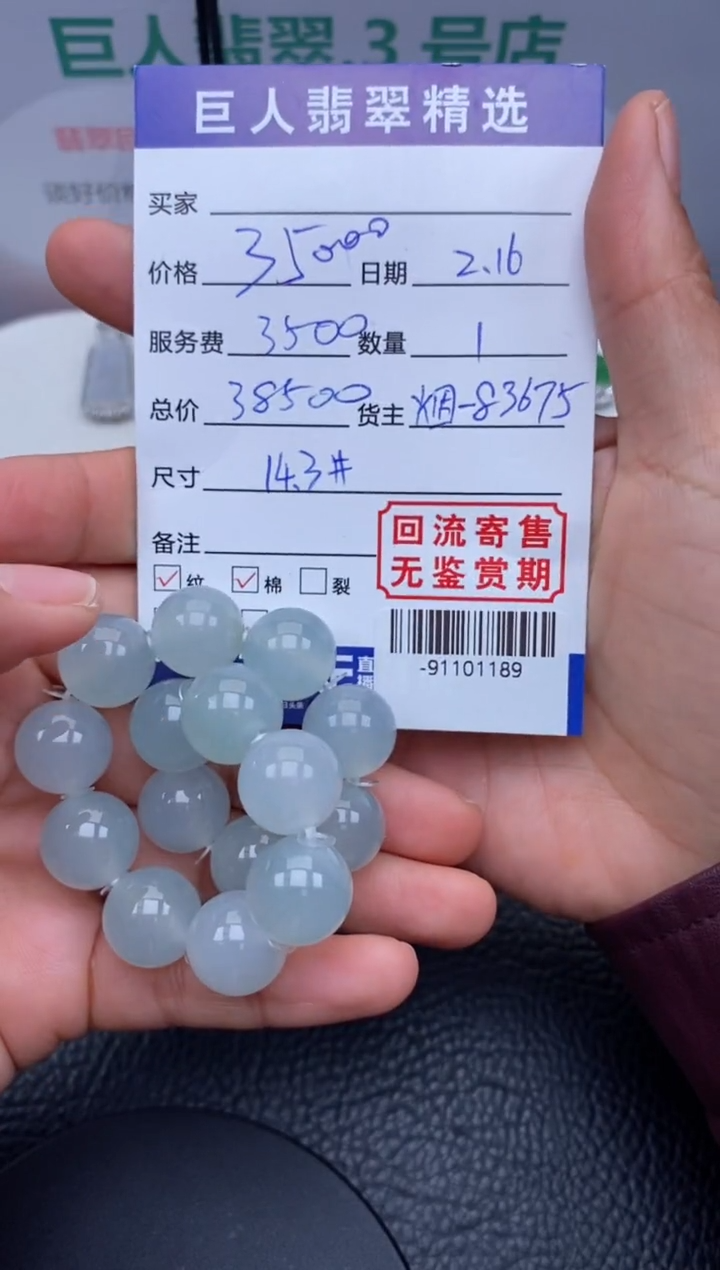 巨人翡翠.3号店
巨人翡翠精选
买家
价格 35000 日期 2.16
服务费 3500 数量 1
总价 38500 货主 烟-83675
尺寸 14.3#
备注
☑纹 ☑棉 ☐裂
回流寄售
无鉴赏期
直播
-91101189